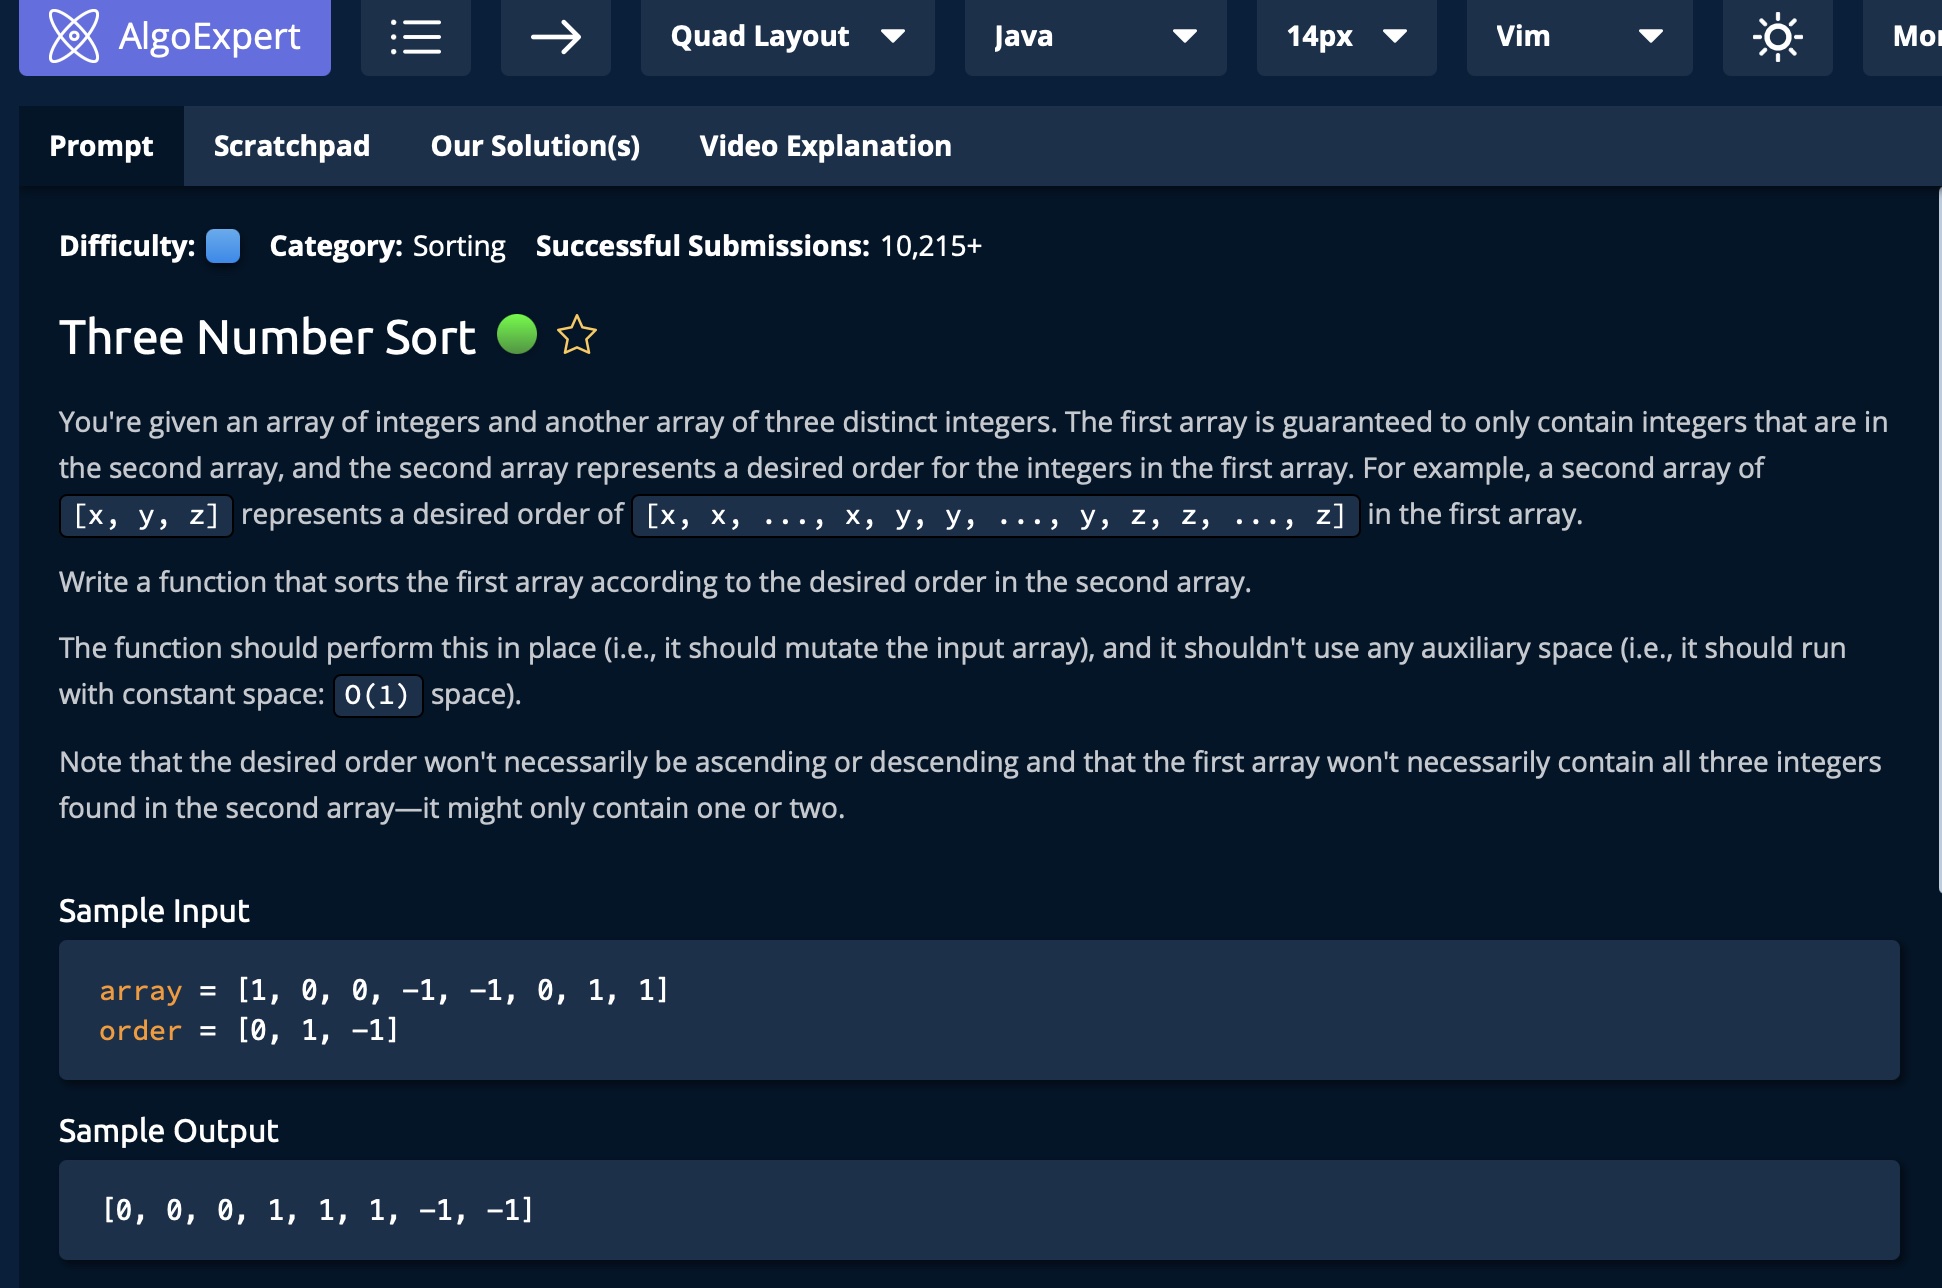 AlgoExpert Quad Layout Java 14px Vim
Prompt Scratchpad Our Solution(s) Video Explanation
Difficulty: Category: Sorting Successful Submissions: 10,215+
Three Number Sort
You're given an array of integers and another array of three distinct integers. The first array is guaranteed to only contain integers that are in
the second array, and the second array represents a desired order for the integers in the first array. For example, a second array of
[x, y, z] represents a desired order of [x, x, ..., x, y, y, ..., y, z, z, ..., z] in the first array.
Write a function that sorts the first array according to the desired order in the second array.
The function should perform this in place (i.e., it should mutate the input array), and it shouldn't use any auxiliary space (i.e., it should run
with constant space: O(1) space).
Note that the desired order won't necessarily be ascending or descending and that the first array won't necessarily contain all three integers
found in the second array—it might only contain one or two.
Sample Input
array = [1, 0, 0, -1, -1, 0, 1, 1]
order = [0, 1, -1]
Sample Output
[0, 0, 0, 1, 1, 1, -1, -1]